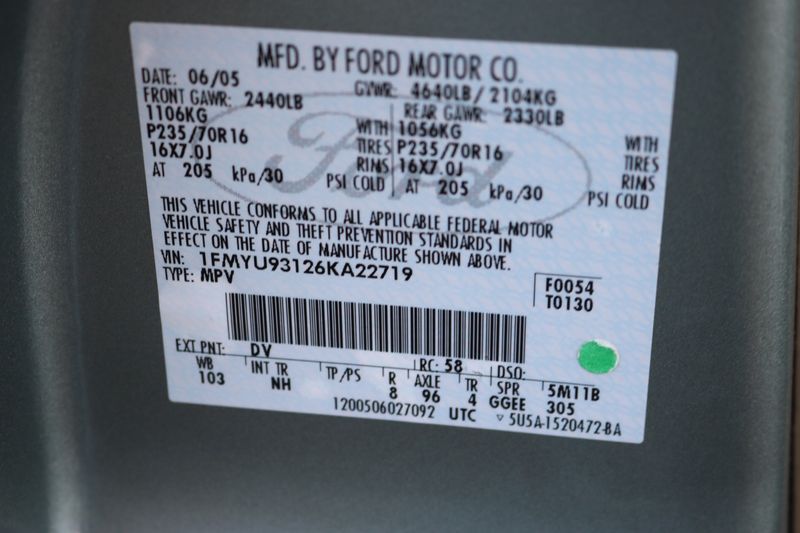 MFD. BY FORD MOTOR CO.
DATE: 06/05 GVWR: 4640LB / 2104KG
FRONT GAWR: 2440LB REAR GAWR: 2330LB
1106KG WITH 1056KG WITH
P235/70R16 TIRES P235/70R16 TIRES
16X7.0J RIMS 16X7.0J RIMS
AT 205 kPa/30 PSI COLD AT 205 kPa/30 PSI COLD
Ford
THIS VEHICLE CONFORMS TO ALL APPLICABLE FEDERAL MOTOR
VEHICLE SAFETY AND THEFT PREVENTION STANDARDS IN
EFFECT ON THE DATE OF MANUFACTURE SHOWN ABOVE.
VIN: 1FMYU93126KA22719
TYPE: MPV
F0054
T0130
EXT PNT: DV RC: 58 DSO:
WB INT TR TP/PS R AXLE TR SPR 5M11B
103 NH 8 96 4 GGEE 305
1200506027092 UTC ▿ 5U5A-1520472-BA